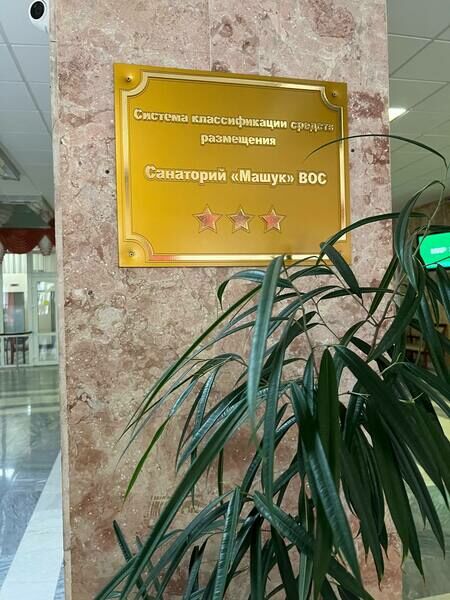 Система классификации средств
размещения
Санаторий «Машук» ВОС